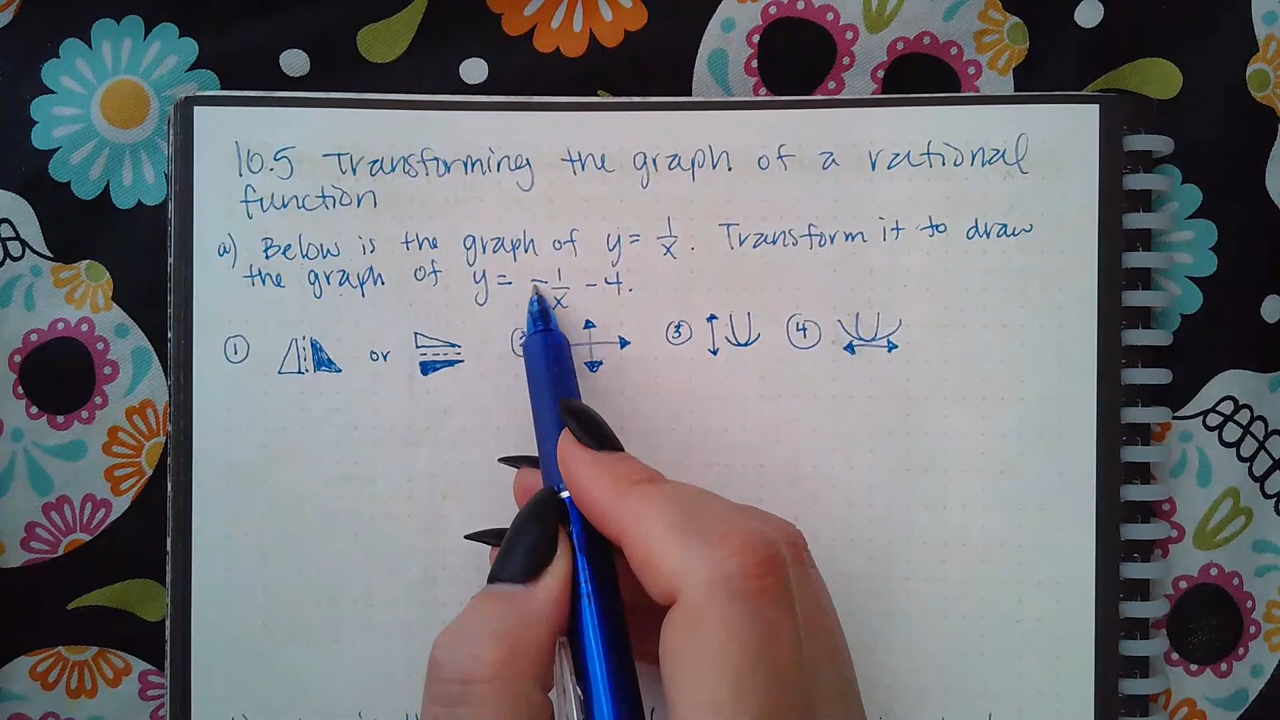 10.5 Transforming the graph of a rational
function
a) Below is the graph of y = 1/x. Transform it to draw
the graph of y = -1/x - 4.
① or ③ ④